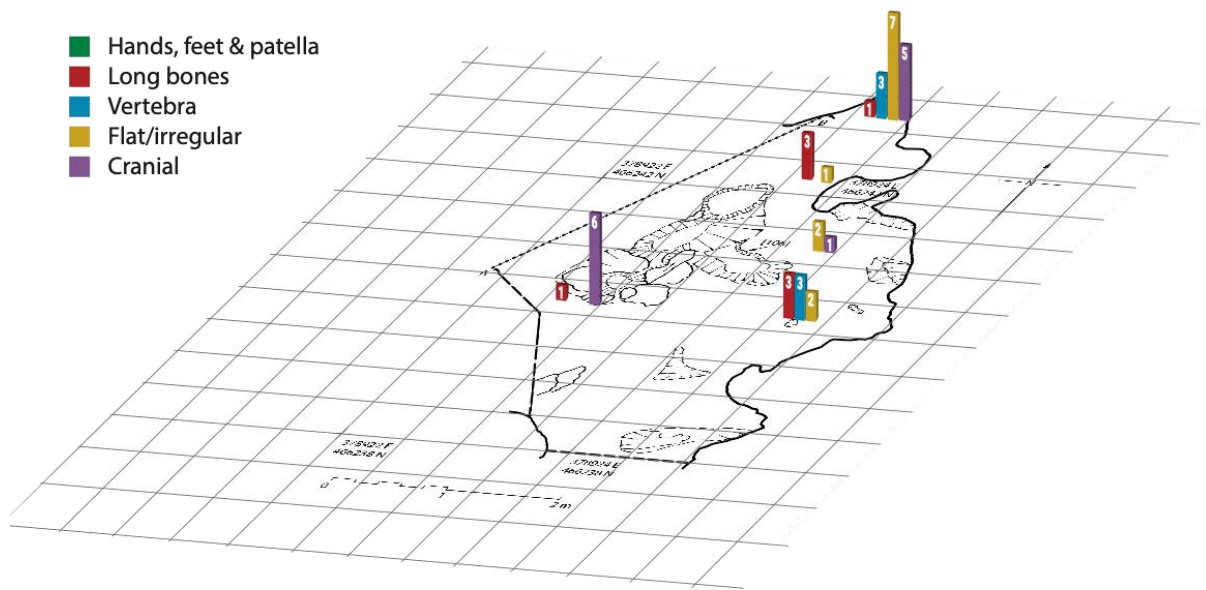 Hands, feet & patella
Long bones
Vertebra
Flat/irregular
Cranial
1
3
7
5
3
1
2
1
6
1
3
3
2
N
0
1
2 m